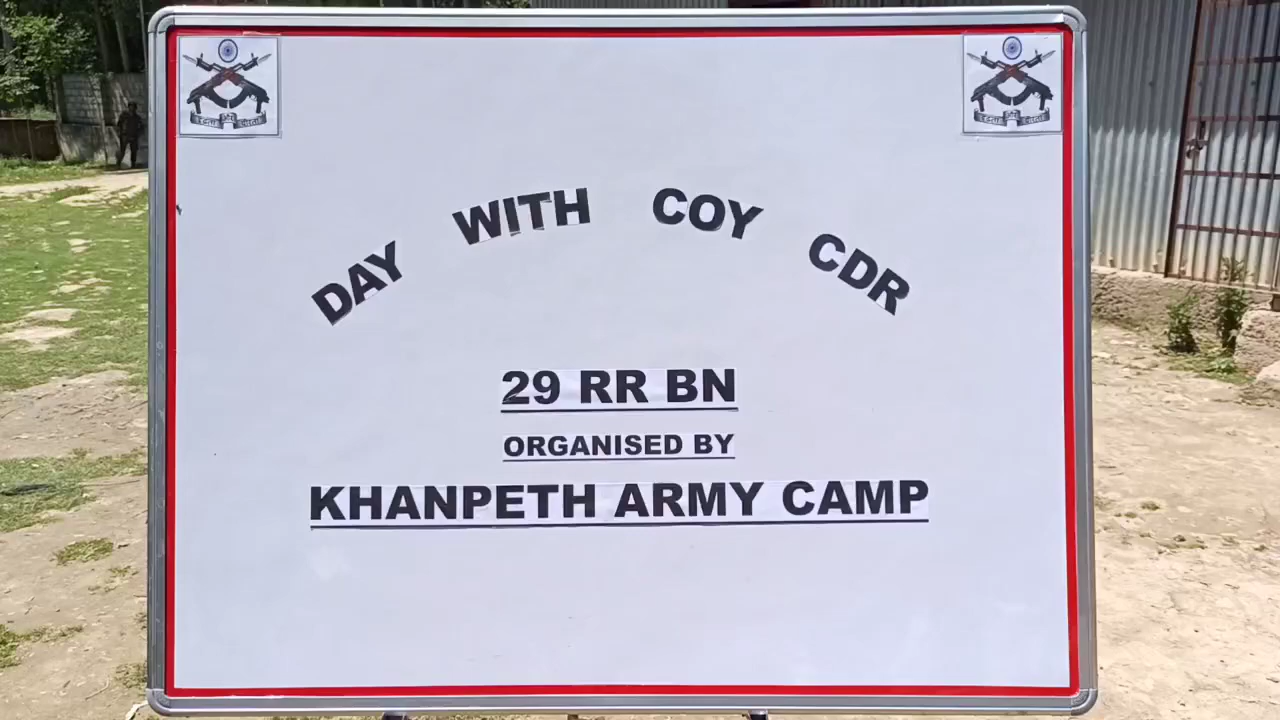 DAY WITH COY CDR
29 RR BN
ORGANISED BY
KHANPETH ARMY CAMP